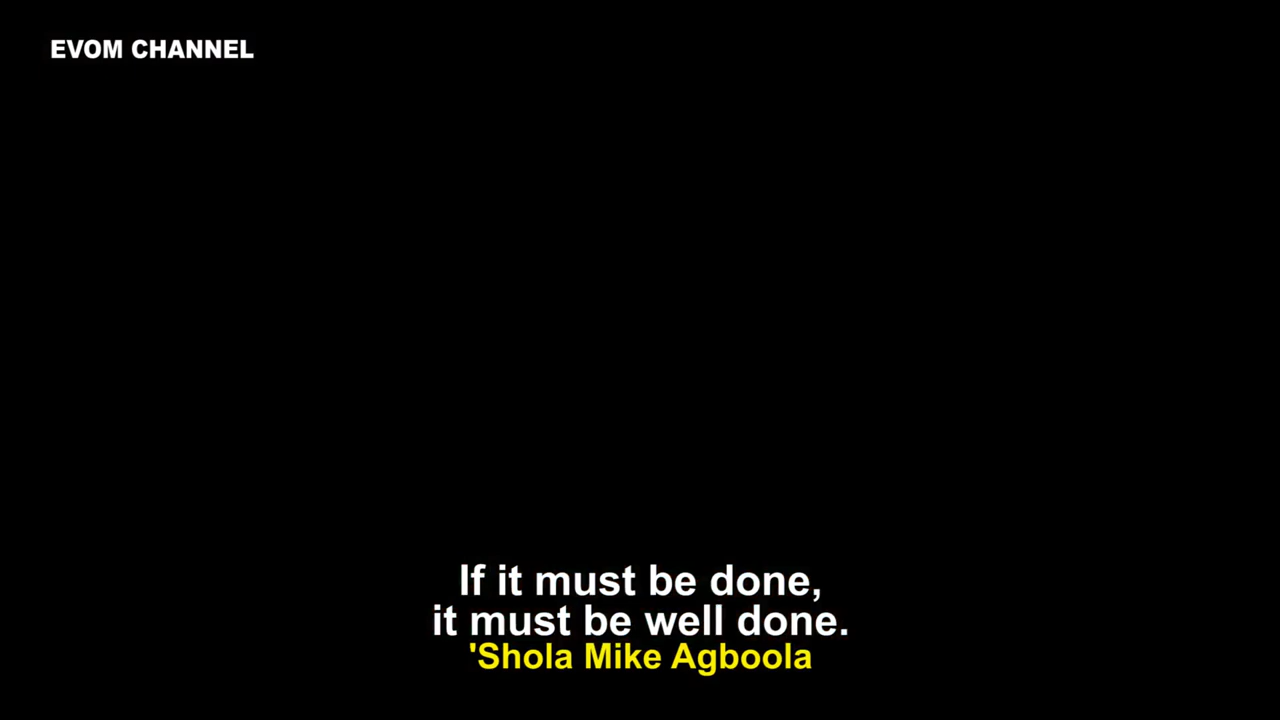 EVOM CHANNEL
If it must be done,
it must be well done.
'Shola Mike Agboola